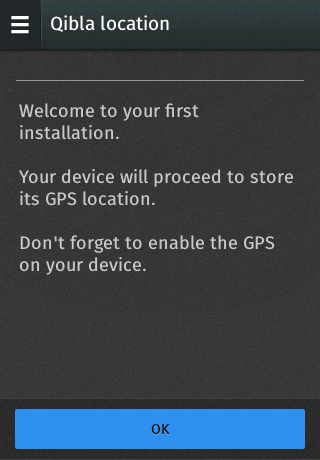 Qibla location
Welcome to your first
installation.
Your device will proceed to store
its GPS location.
Don't forget to enable the GPS
on your device.
OK